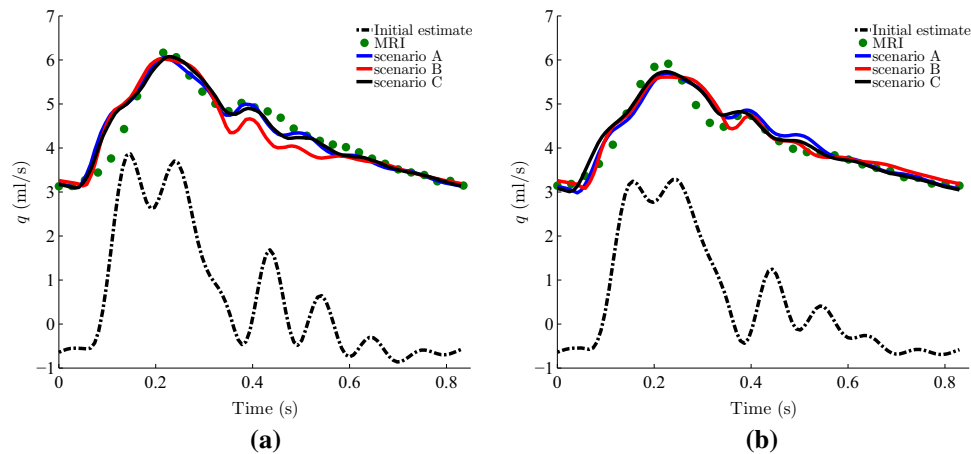 7
6
5
4
3
2
1
0
−1
q (ml/s)
0
0.2
0.4
0.6
0.8
Time (s)
Initial estimate
MRI
scenario A
scenario B
scenario C
(a)
7
6
5
4
3
2
1
0
−1
q (ml/s)
0
0.2
0.4
0.6
0.8
Time (s)
Initial estimate
MRI
scenario A
scenario B
scenario C
(b)